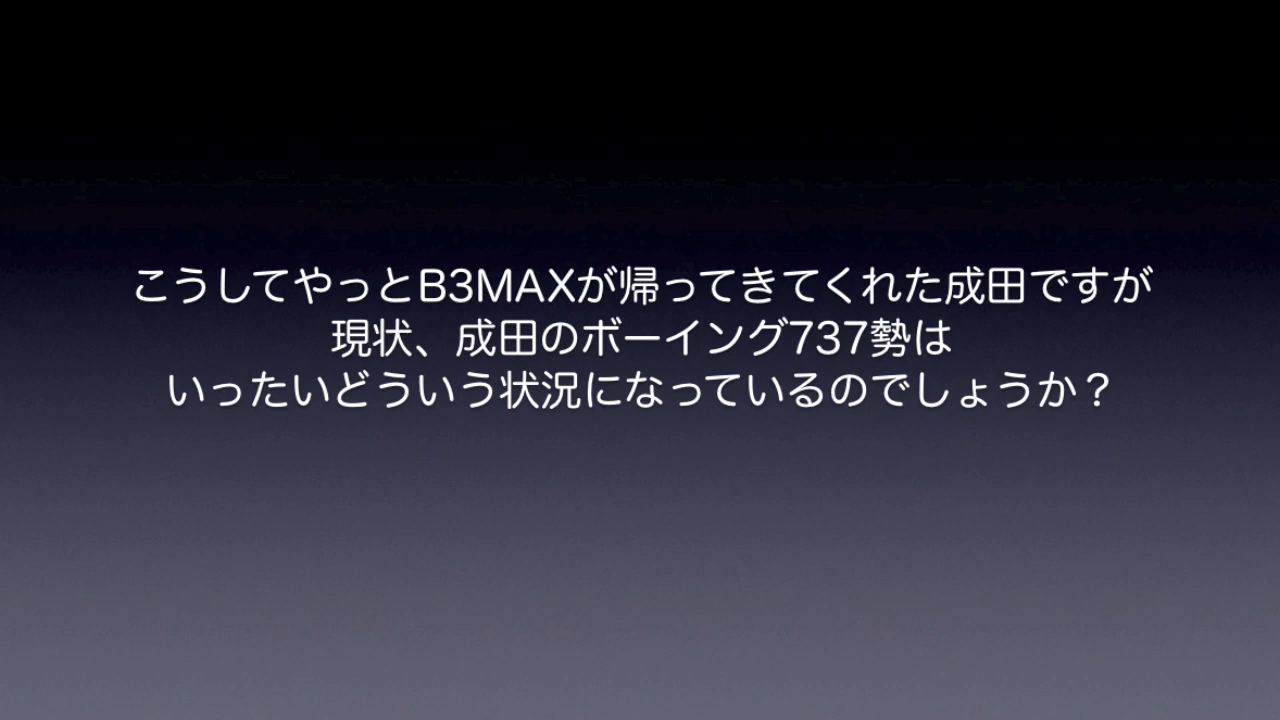 こうしてやっとB3MAXが帰ってきてくれた成田ですが
現状、成田のボーイング737勢は
いったいどういう状況になっているのでしょうか？